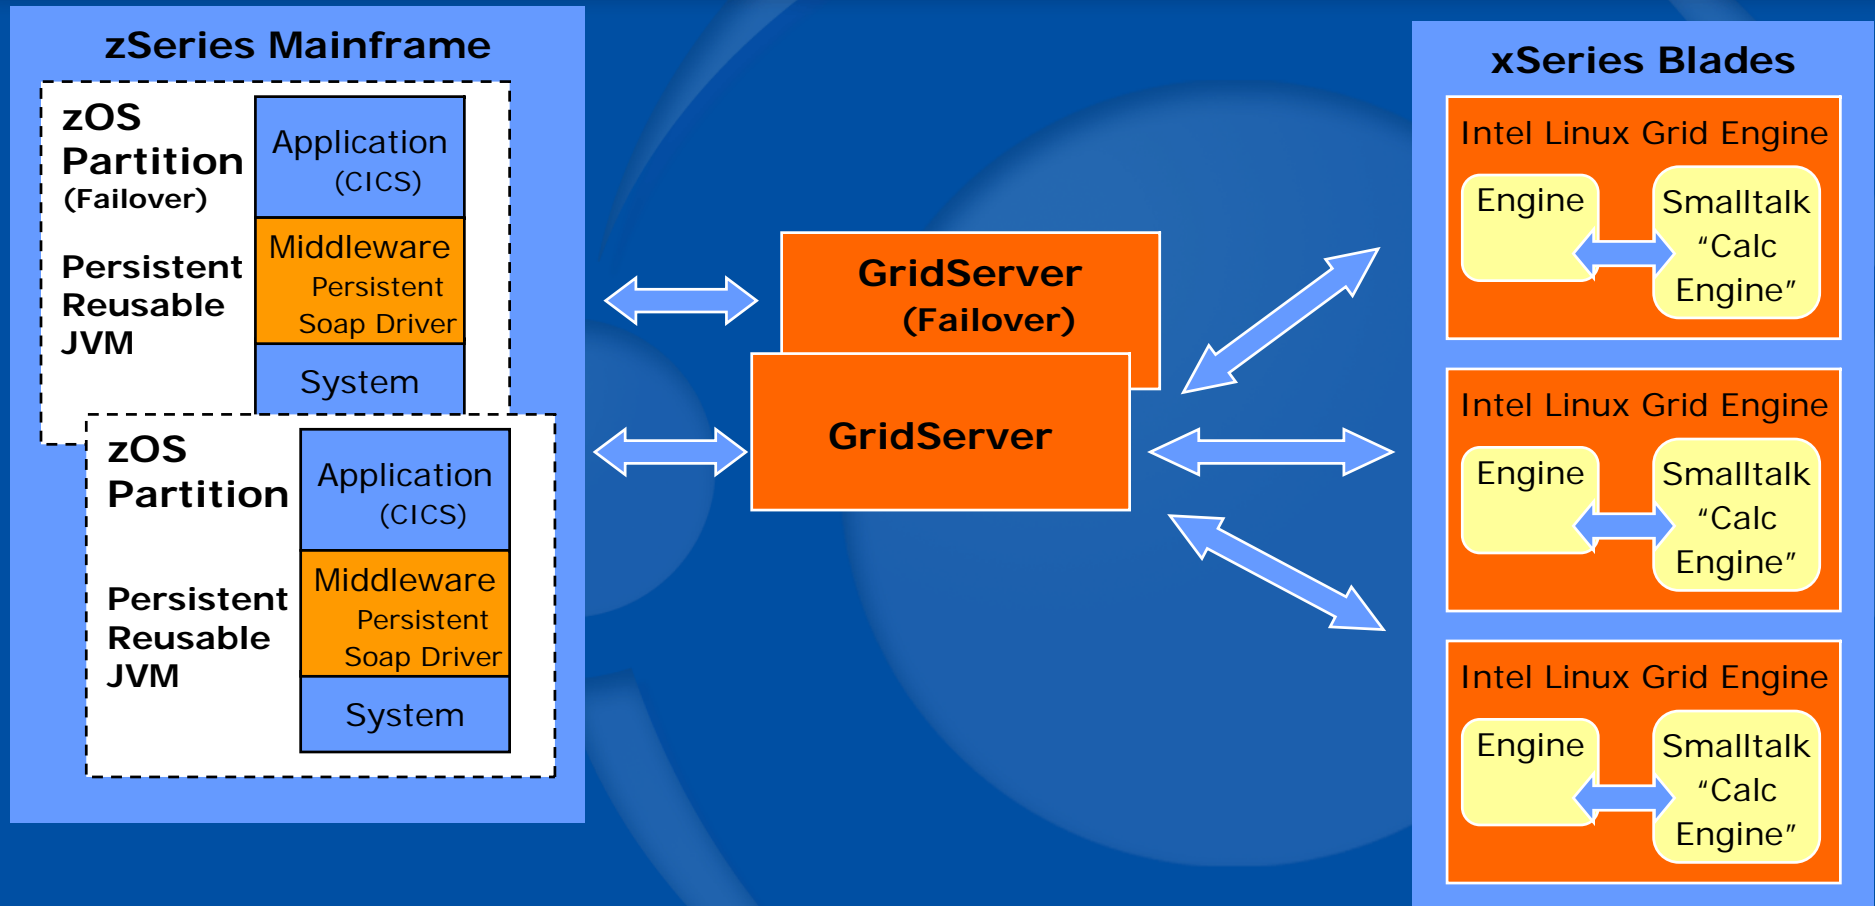 zSeries Mainframe
zOS
Partition
(Failover)
Persistent
Reusable
JVM
Application
(CICS)
Middleware
Persistent
Soap Driver
System
zOS
Partition
Persistent
Reusable
JVM
Application
(CICS)
Middleware
Persistent
Soap Driver
System
GridServer
(Failover)
GridServer
xSeries Blades
Intel Linux Grid Engine
Engine
Smalltalk
“Calc
Engine”
Intel Linux Grid Engine
Engine
Smalltalk
“Calc
Engine”
Intel Linux Grid Engine
Engine
Smalltalk
“Calc
Engine”